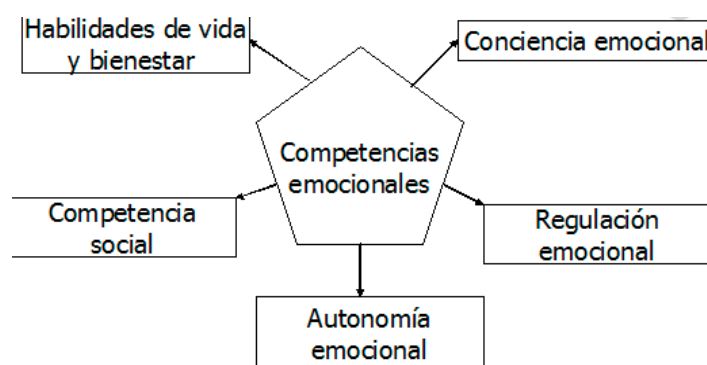 Habilidades de vida
y bienestar
Conciencia emocional
Competencias
emocionales
Competencia
social
Regulación
emocional
Autonomía
emocional